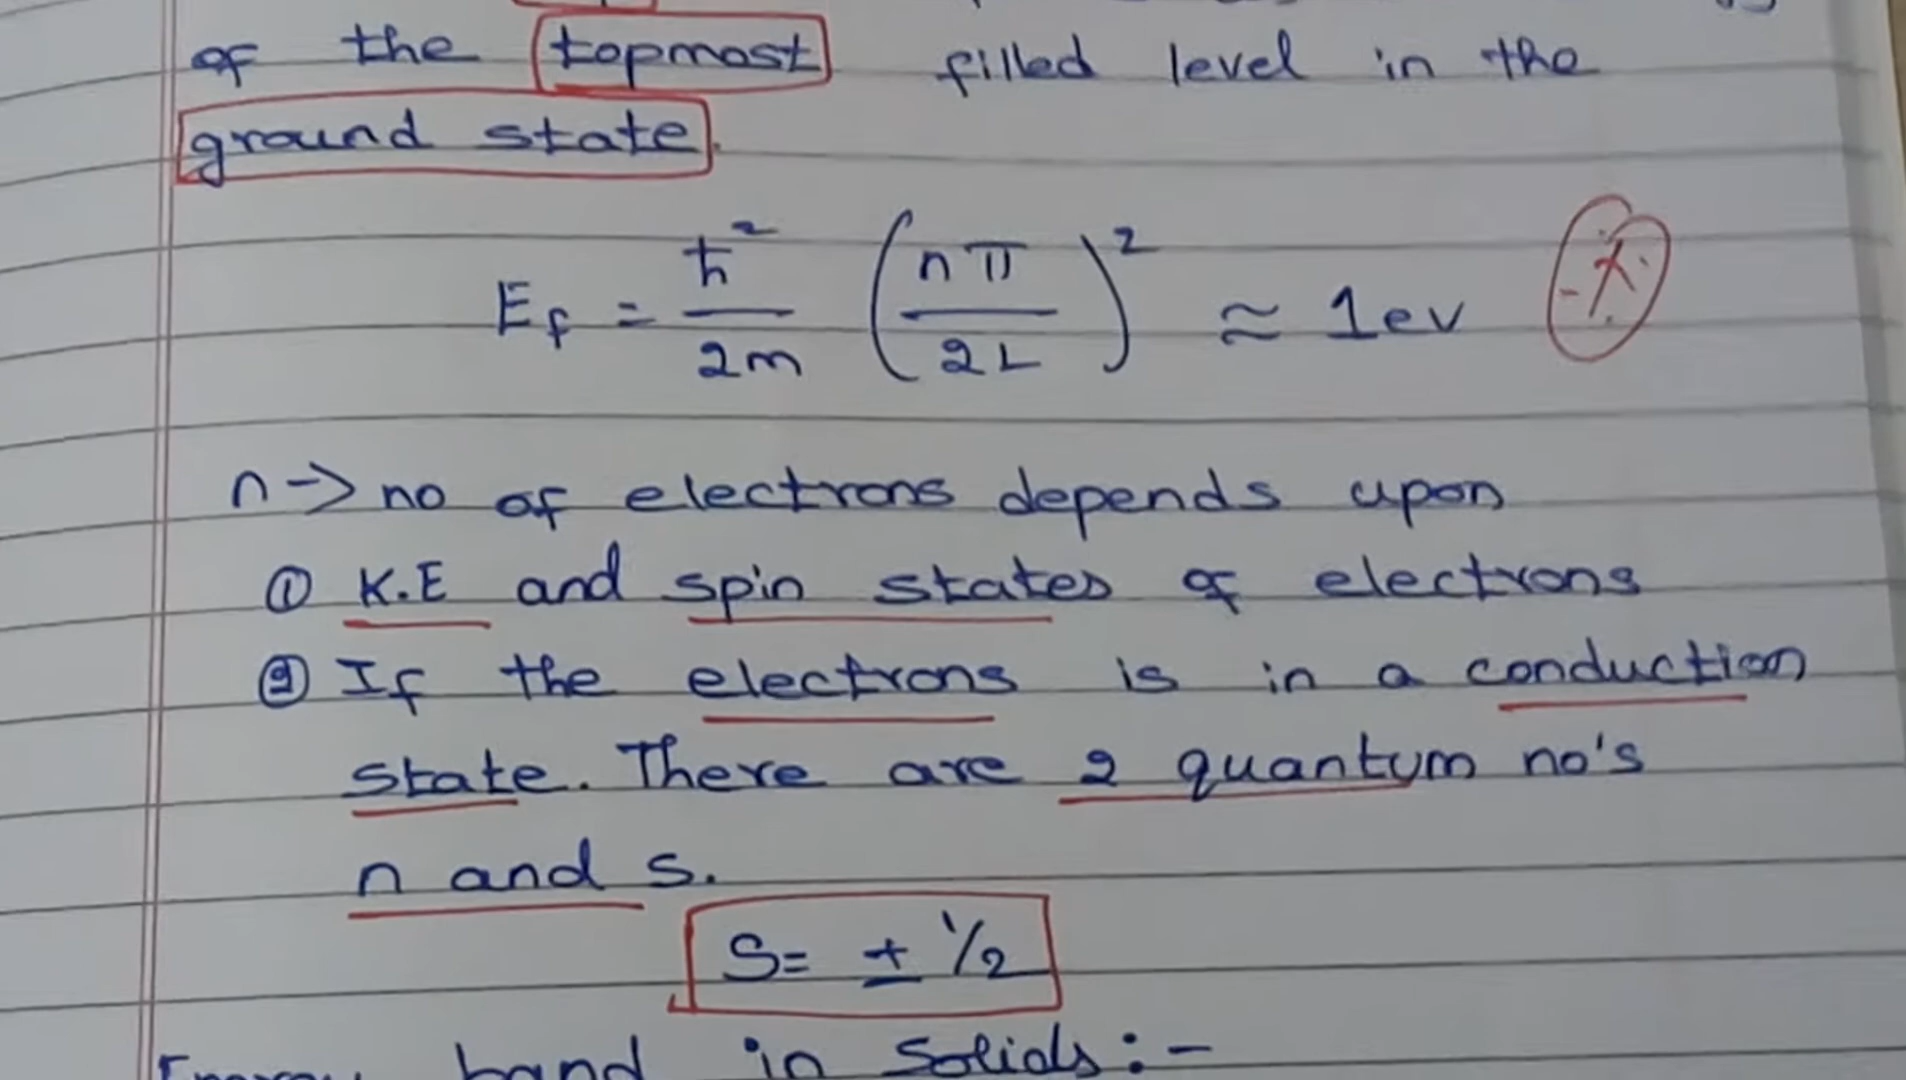 of the topmost filled level in the
ground state.
E_f = ħ²/2m (nπ/2L)² ≈ 1ev
n -> no of electrons depends upon
① K.E and spin states of electrons
② If the electrons is in a conduction
state. There are 2 quantum no's
n and s.
S= ± 1/2
band in Solids:-